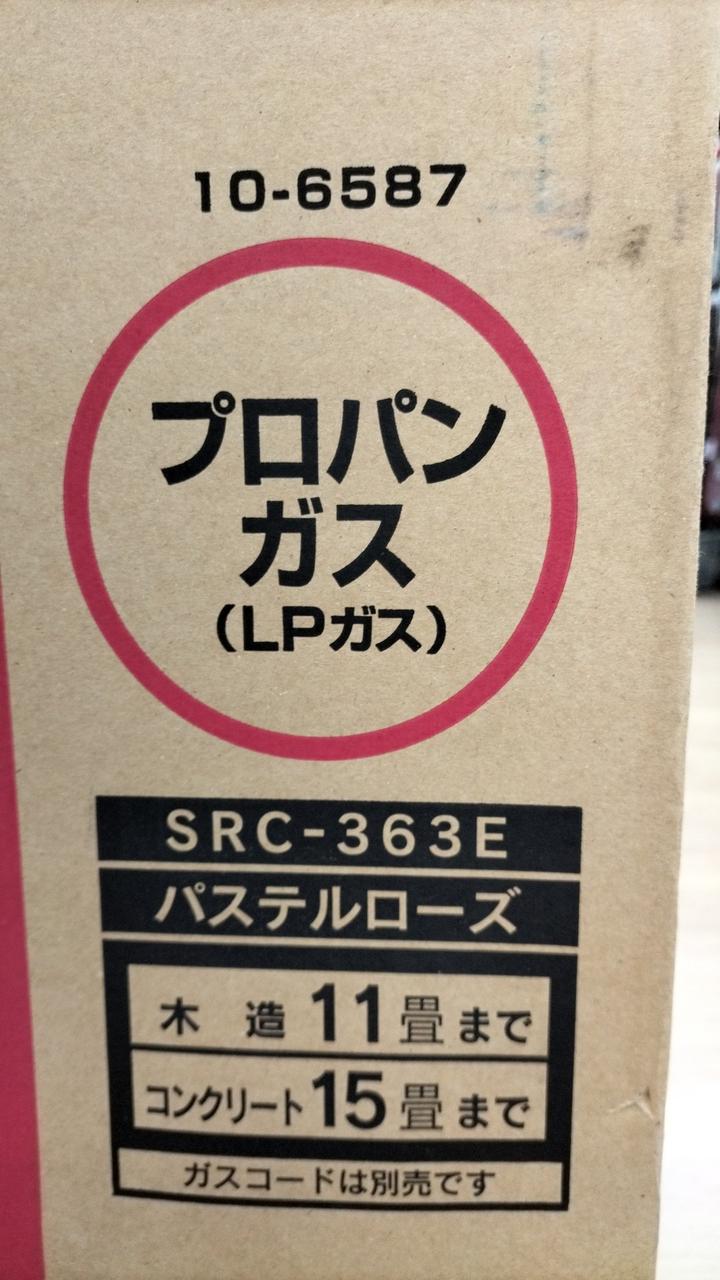 10-6587
プロパン
ガス
(LPガス)
SRC-363E
パステルローズ
木 造 11畳まで
コンクリート15畳まで
ガスコードは別売です